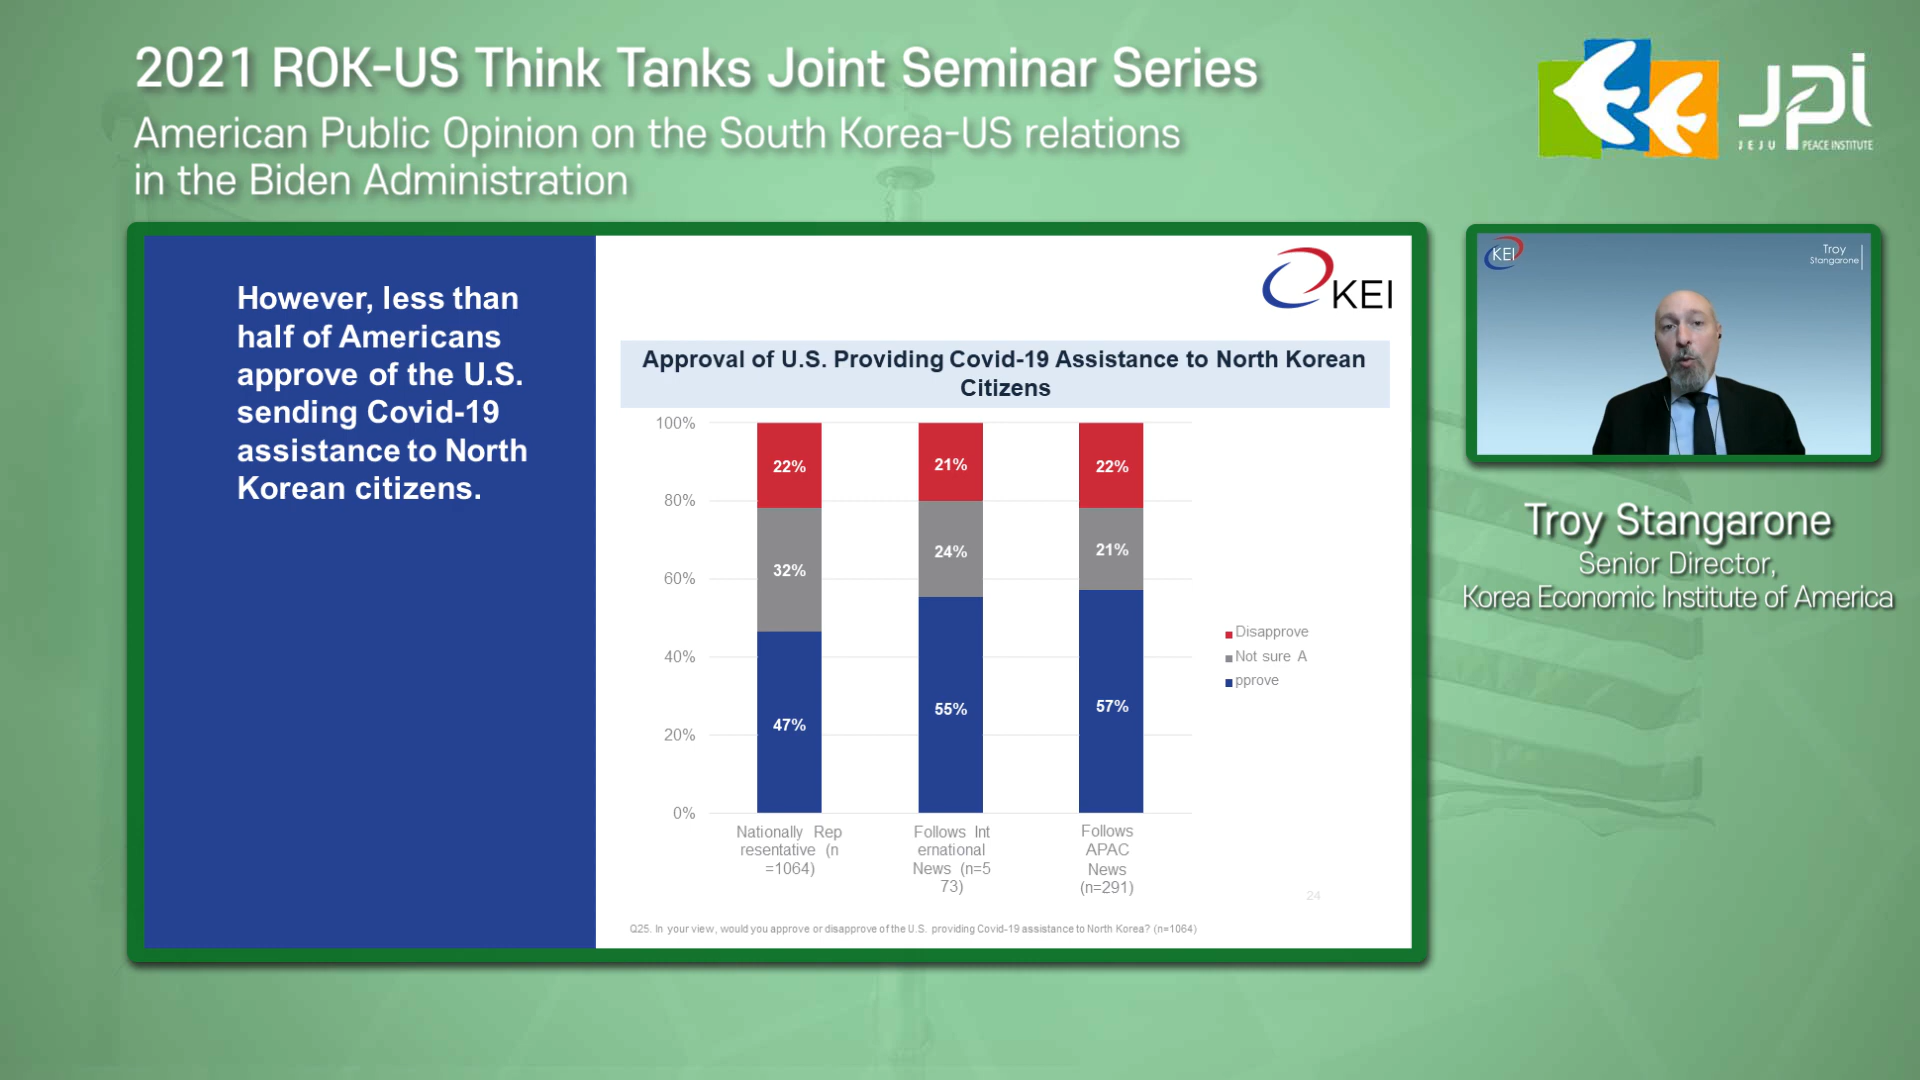 2021 ROK-US Think Tanks Joint Seminar Series
American Public Opinion on the South Korea-US relations
in the Biden Administration
JPI
JEJU PEACE INSTITUTE
However, less than
half of Americans
approve of the U.S.
sending Covid-19
assistance to North
Korean citizens.
KEI
Approval of U.S. Providing Covid-19 Assistance to North Korean
Citizens
100%
80%
60%
40%
20%
0%
22%
32%
47%
21%
24%
55%
22%
21%
57%
Nationally Rep
resentative (n
=1064)
Follows Int
ernational
News (n=5
73)
Follows
APAC
News
(n=291)
Disapprove
Not sure A
pprove
24
Q25. In your view, would you approve or disapprove of the U.S. providing Covid-19 assistance to North Korea? (n=1064)
KEI
Troy
Stangarone
Troy Stangarone
Senior Director,
Korea Economic Institute of America